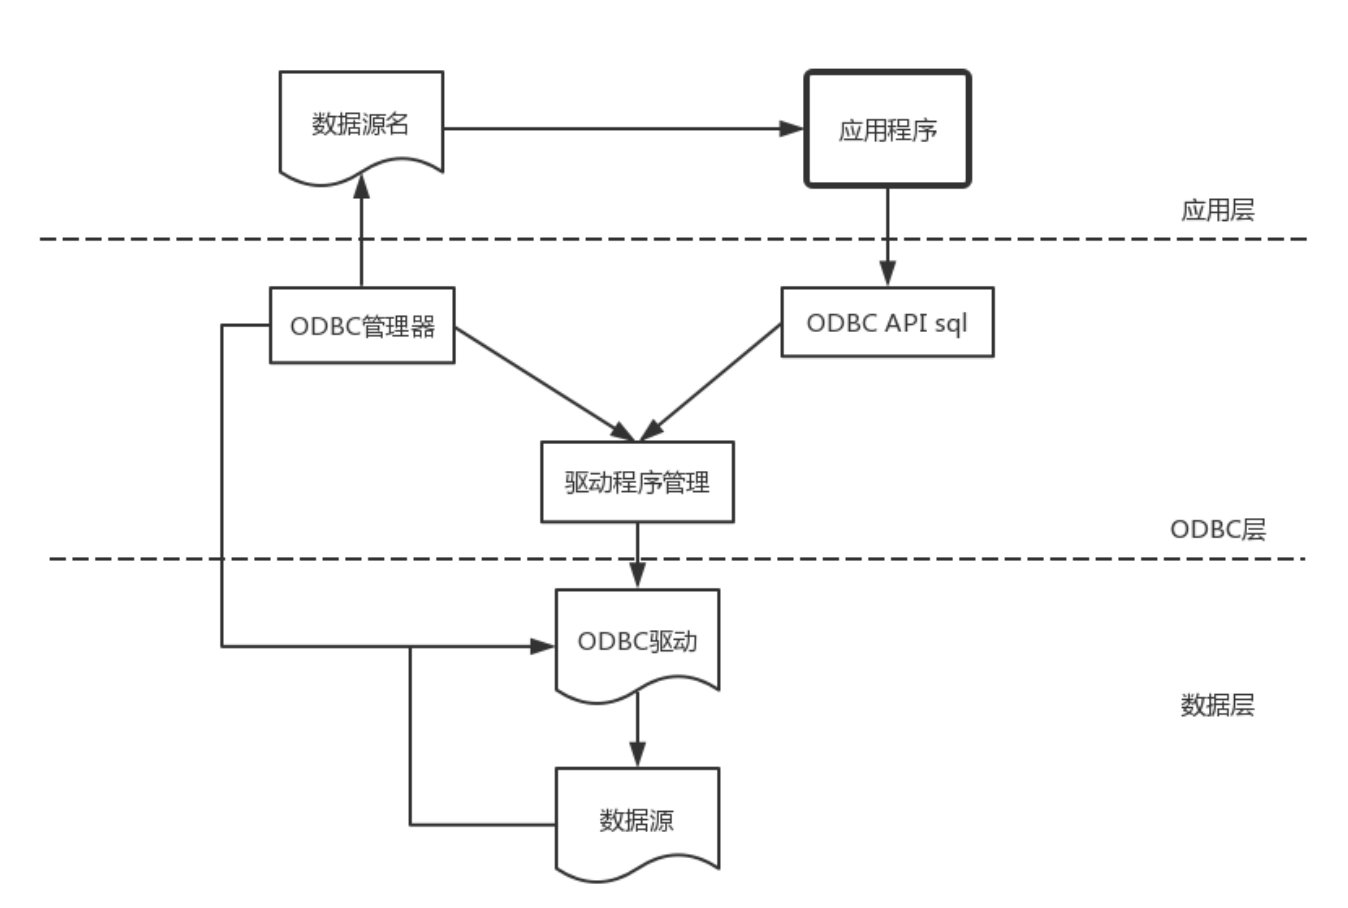 数据源名
应用程序
应用层
ODBC管理器
ODBC API sql
驱动程序管理
ODBC层
ODBC驱动
数据层
数据源